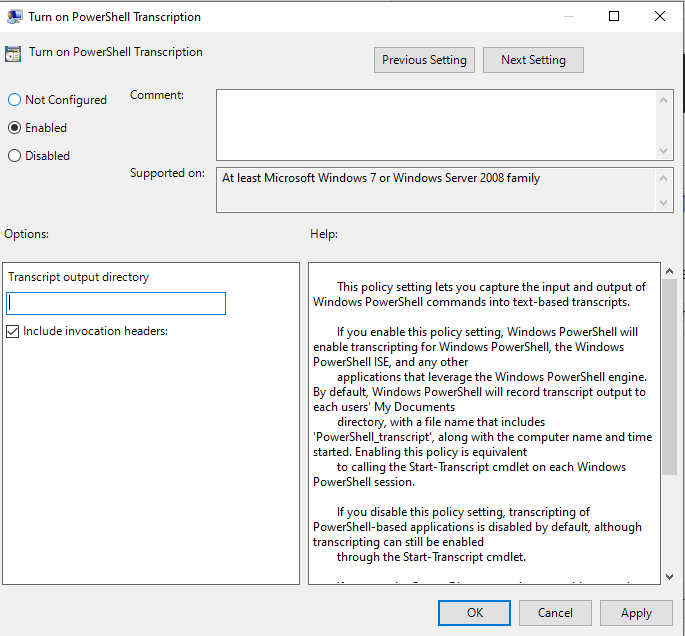 Turn on PowerShell Transcription
Turn on PowerShell Transcription
Previous Setting
Next Setting
Not Configured
Enabled
Disabled
Comment:
Supported on:
At least Microsoft Windows 7 or Windows Server 2008 family
Options:
Help:
Transcript output directory
Include invocation headers:
This policy setting lets you capture the input and output of
Windows PowerShell commands into text-based transcripts.
If you enable this policy setting, Windows PowerShell will
enable transcripting for Windows PowerShell, the Windows
PowerShell ISE, and any other
applications that leverage the Windows PowerShell engine.
By default, Windows PowerShell will record transcript output to
each users' My Documents
directory, with a file name that includes
'PowerShell_transcript', along with the computer name and time
started. Enabling this policy is equivalent
to calling the Start-Transcript cmdlet on each Windows
PowerShell session.
If you disable this policy setting, transcripting of
PowerShell-based applications is disabled by default, although
transcripting can still be enabled
through the Start-Transcript cmdlet.
OK
Cancel
Apply